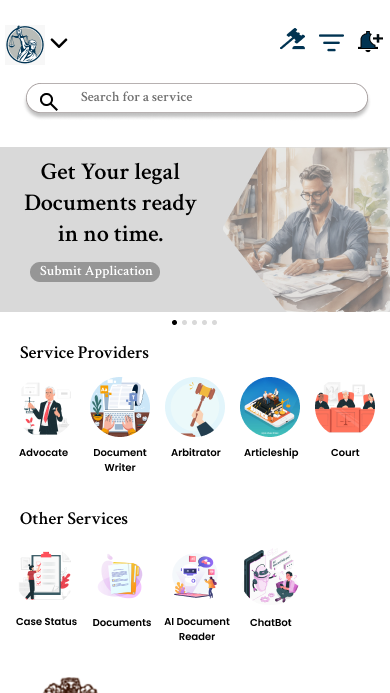 Search for a service
Get Your legal
Documents ready
in no time.
Submit Application
Service Providers
Advocate
Document
Writer
Arbitrator
Articleship
Court
Other Services
Case Status
Documents
AI Document
Reader
ChatBot